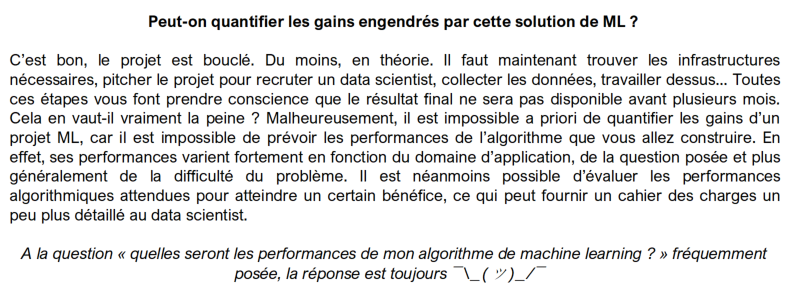 Peut-on quantifier les gains engendrés par cette solution de ML ?
C’est bon, le projet est bouclé. Du moins, en théorie. Il faut maintenant trouver les infrastructures
nécessaires, pitcher le projet pour recruter un data scientist, collecter les données, travailler dessus... Toutes
ces étapes vous font prendre conscience que le résultat final ne sera pas disponible avant plusieurs mois.
Cela en vaut-il vraiment la peine ? Malheureusement, il est impossible a priori de quantifier les gains d’un
projet ML, car il est impossible de prévoir les performances de l’algorithme que vous allez construire. En
effet, ses performances varient fortement en fonction du domaine d’application, de la question posée et plus
généralement de la difficulté du problème. Il est néanmoins possible d’évaluer les performances
algorithmiques attendues pour atteindre un certain bénéfice, ce qui peut fournir un cahier des charges un
peu plus détaillé au data scientist.
A la question « quelles seront les performances de mon algorithme de machine learning ? » fréquemment
posée, la réponse est toujours ¯\_(ツ)_/¯